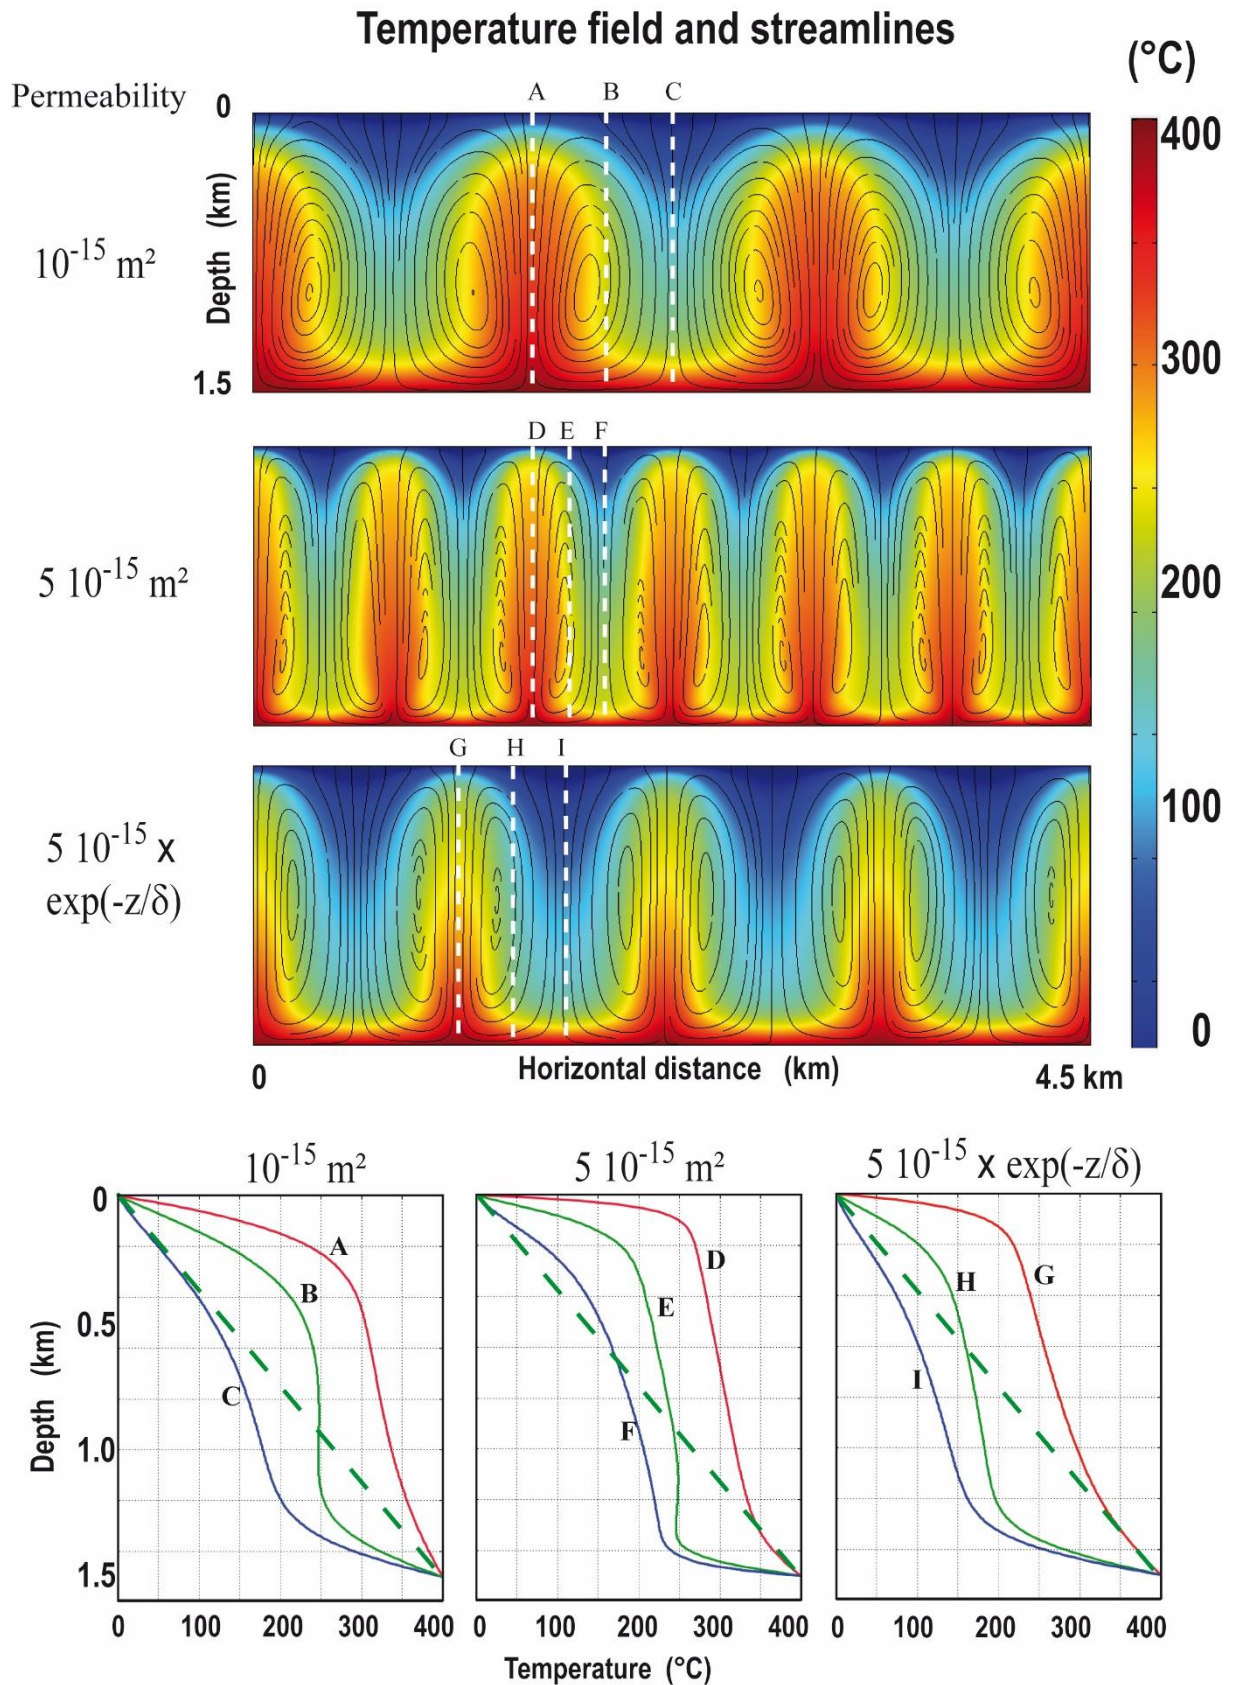 Temperature field and streamlines
(°C)
Permeability
A B C
0
Depth (km)
10⁻¹⁵ m²
1.5
400
300
200
100
0
D E F
5 10⁻¹⁵ m²
G H I
5 10⁻¹⁵ x
exp(-z/δ)
0 Horizontal distance (km) 4.5 km
10⁻¹⁵ m² 5 10⁻¹⁵ m² 5 10⁻¹⁵ x exp(-z/δ)
0
0.5
1.0
1.5
Depth (km)
A
B
C
D
E
F
G
H
I
0 100 200 300 400 0 100 200 300 400 0 100 200 300 400
Temperature (°C)